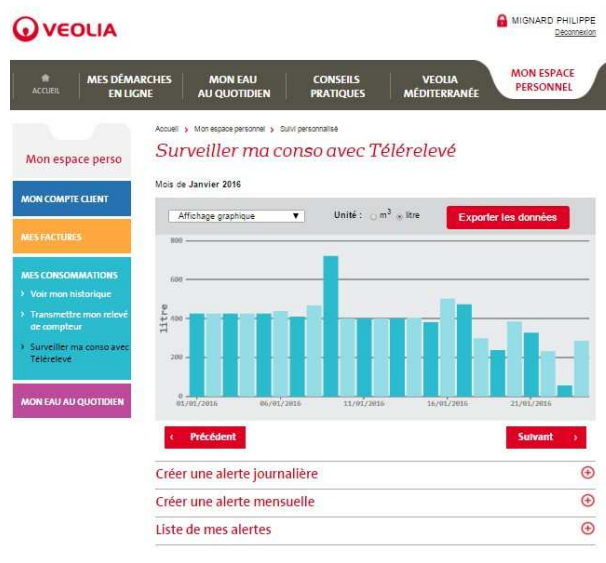 VEOLIA
MIGNARD PHILIPPE
Déconnexion
ACCUEIL
MES DÉMARCHES
EN LIGNE
MON EAU
AU QUOTIDIEN
CONSEILS
PRATIQUES
VEOLIA
MÉDITERRANÉE
MON ESPACE
PERSONNEL
Accueil > Mon espace personnel > Suivi personnalisé
Mon espace perso
MON COMPTE CLIENT
MES FACTURES
MES CONSOMMATIONS
> Voir mon historique
> Transmettre mon relevé
de compteur
> Surveiller ma conso avec
Télérelevé
MON EAU AU QUOTIDIEN
Surveiller ma conso avec Télérelevé
Mois de Janvier 2016
Affichage graphique ▼ Unité : m³ litre Exporter les données
800
600
400
200
0
litre
01/01/2016 06/01/2016 11/01/2016 16/01/2016 21/01/2016
‹ Précédent
Suivant ›
Créer une alerte journalière
Créer une alerte mensuelle
Liste de mes alertes